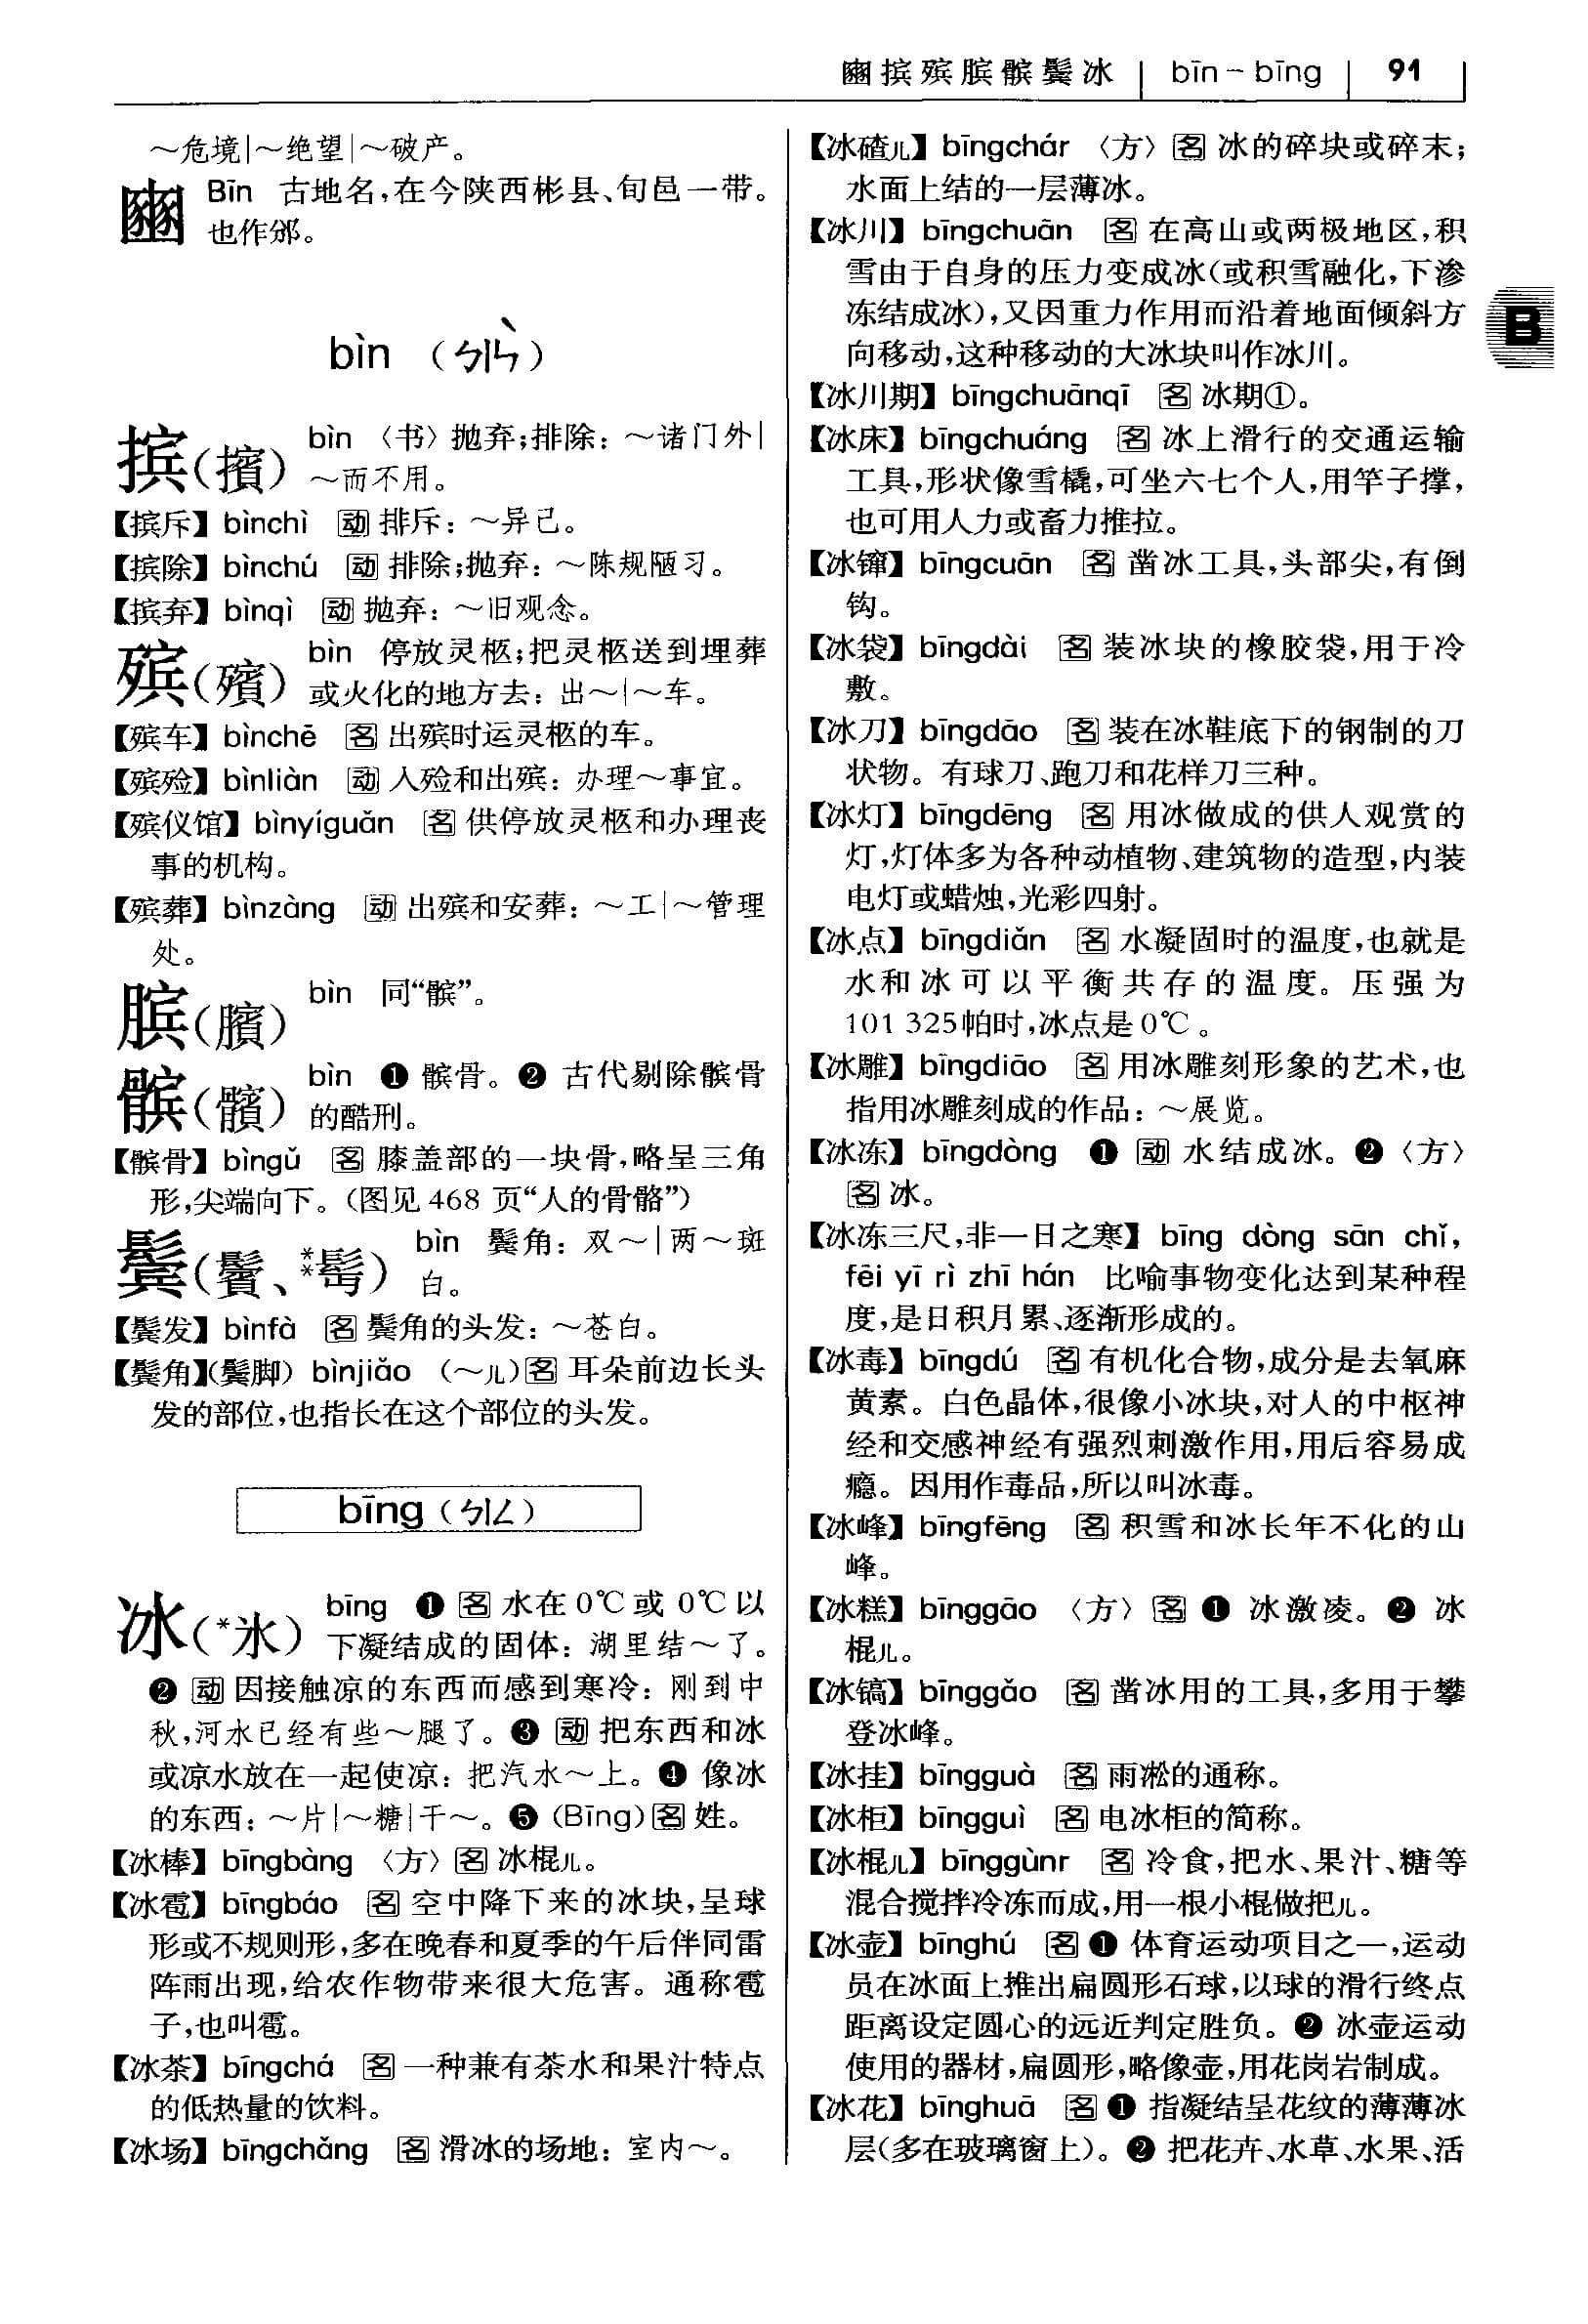 豳摈殡膑髌鬓冰 bīn－bīng 91
～危境|～绝望|～破产。
豳 Bīn 古地名,在今陕西彬县、旬邑一带。
也作邠。
bìn （ㄅㄧㄣˋ）
摈(擯) bìn 〈书〉抛弃;排除：～诸门外|
～而不用。
【摈斥】bìnchì 动 排斥：～异己。
【摈除】bìnchú 动 排除;抛弃：～陈规陋习。
【摈弃】bìnqì 动 抛弃：～旧观念。
殡(殯) bìn 停放灵柩;把灵柩送到埋葬
或火化的地方去：出～|～车。
【殡车】bìnchē 名 出殡时运灵柩的车。
【殡殓】bìnliàn 动 入殓和出殡：办理～事宜。
【殡仪馆】bìnyíguǎn 名 供停放灵柩和办理丧
事的机构。
【殡葬】bìnzàng 动 出殡和安葬：～工|～管理
处。
膑(臏) bìn 同“髌”。
髌(髕) bìn ❶ 髌骨。❷ 古代剔除髌骨
的酷刑。
【髌骨】bìngǔ 名 膝盖部的一块骨,略呈三角
形,尖端向下。（图见 468 页“人的骨骼”）
鬓(鬢、**髩) bìn 鬓角：双～|两～斑
白。
【鬓发】bìnfà 名 鬓角的头发：～苍白。
【鬓角】(鬓脚) bìnjiǎo （～儿）名 耳朵前边长头
发的部位,也指长在这个部位的头发。
bīng（ㄅㄧㄥ）
冰(*氷) bīng ❶ 名 水在 0℃ 或 0℃ 以
下凝结成的固体：湖里结～了。
❷ 动 因接触凉的东西而感到寒冷：刚到中
秋,河水已经有些～腿了。❸ 动 把东西和冰
或凉水放在一起使凉：把汽水～上。❹ 像冰
的东西：～片|～糖|干～。❺ (Bīng) 名 姓。
【冰棒】bīngbàng 〈方〉名 冰棍儿。
【冰雹】bīngbáo 名 空中降下来的冰块,呈球
形或不规则形,多在晚春和夏季的午后伴同雷
阵雨出现,给农作物带来很大危害。通称雹
子,也叫雹。
【冰茶】bīngchá 名 一种兼有茶水和果汁特点
的低热量的饮料。
【冰场】bīngchǎng 名 滑冰的场地：室内～。
【冰碴儿】bīngchár 〈方〉名 冰的碎块或碎末;
水面上结的一层薄冰。
【冰川】bīngchuān 名 在高山或两极地区,积
雪由于自身的压力变成冰(或积雪融化,下渗
冻结成冰),又因重力作用而沿着地面倾斜方
向移动,这种移动的大冰块叫作冰川。
【冰川期】bīngchuānqī 名 冰期①。
【冰床】bīngchuáng 名 冰上滑行的交通运输
工具,形状像雪橇,可坐六七个人,用竿子撑,
也可用人力或畜力推拉。
【冰镩】bīngcuān 名 凿冰工具,头部尖,有倒
钩。
【冰袋】bīngdài 名 装冰块的橡胶袋,用于冷
敷。
【冰刀】bīngdāo 名 装在冰鞋底下的钢制的刀
状物。有球刀、跑刀和花样刀三种。
【冰灯】bīngdēng 名 用冰做成的供人观赏的
灯,灯体多为各种动植物、建筑物的造型,内装
电灯或蜡烛,光彩四射。
【冰点】bīngdiǎn 名 水凝固时的温度,也就是
水和冰可以平衡共存的温度。压强为
101 325帕时,冰点是 0℃。
【冰雕】bīngdiāo 名 用冰雕刻形象的艺术,也
指用冰雕刻成的作品：～展览。
【冰冻】bīngdòng ❶ 动 水结成冰。❷〈方〉
名 冰。
【冰冻三尺,非一日之寒】bīng dòng sān chǐ,
fēi yī rì zhī hán 比喻事物变化达到某种程
度,是日积月累、逐渐形成的。
【冰毒】bīngdú 名 有机化合物,成分是去氧麻
黄素。白色晶体,很像小冰块,对人的中枢神
经和交感神经有强烈刺激作用,用后容易成
瘾。因用作毒品,所以叫冰毒。
【冰峰】bīngfēng 名 积雪和冰长年不化的山
峰。
【冰糕】bīnggāo 〈方〉名 ❶ 冰激凌。❷ 冰
棍儿。
【冰镐】bīnggǎo 名 凿冰用的工具,多用于攀
登冰峰。
【冰挂】bīngguà 名 雨凇的通称。
【冰柜】bīngguì 名 电冰柜的简称。
【冰棍儿】bīnggùnr 名 冷食,把水、果汁、糖等
混合搅拌冷冻而成,用一根小棍做把儿。
【冰壶】bīnghú 名 ❶ 体育运动项目之一,运动
员在冰面上推出扁圆形石球,以球的滑行终点
距离设定圆心的远近判定胜负。❷ 冰壶运动
使用的器材,扁圆形,略像壶,用花岗岩制成。
【冰花】bīnghuā 名 ❶ 指凝结呈花纹的薄薄冰
层(多在玻璃窗上)。❷ 把花卉、水草、水果、活
B